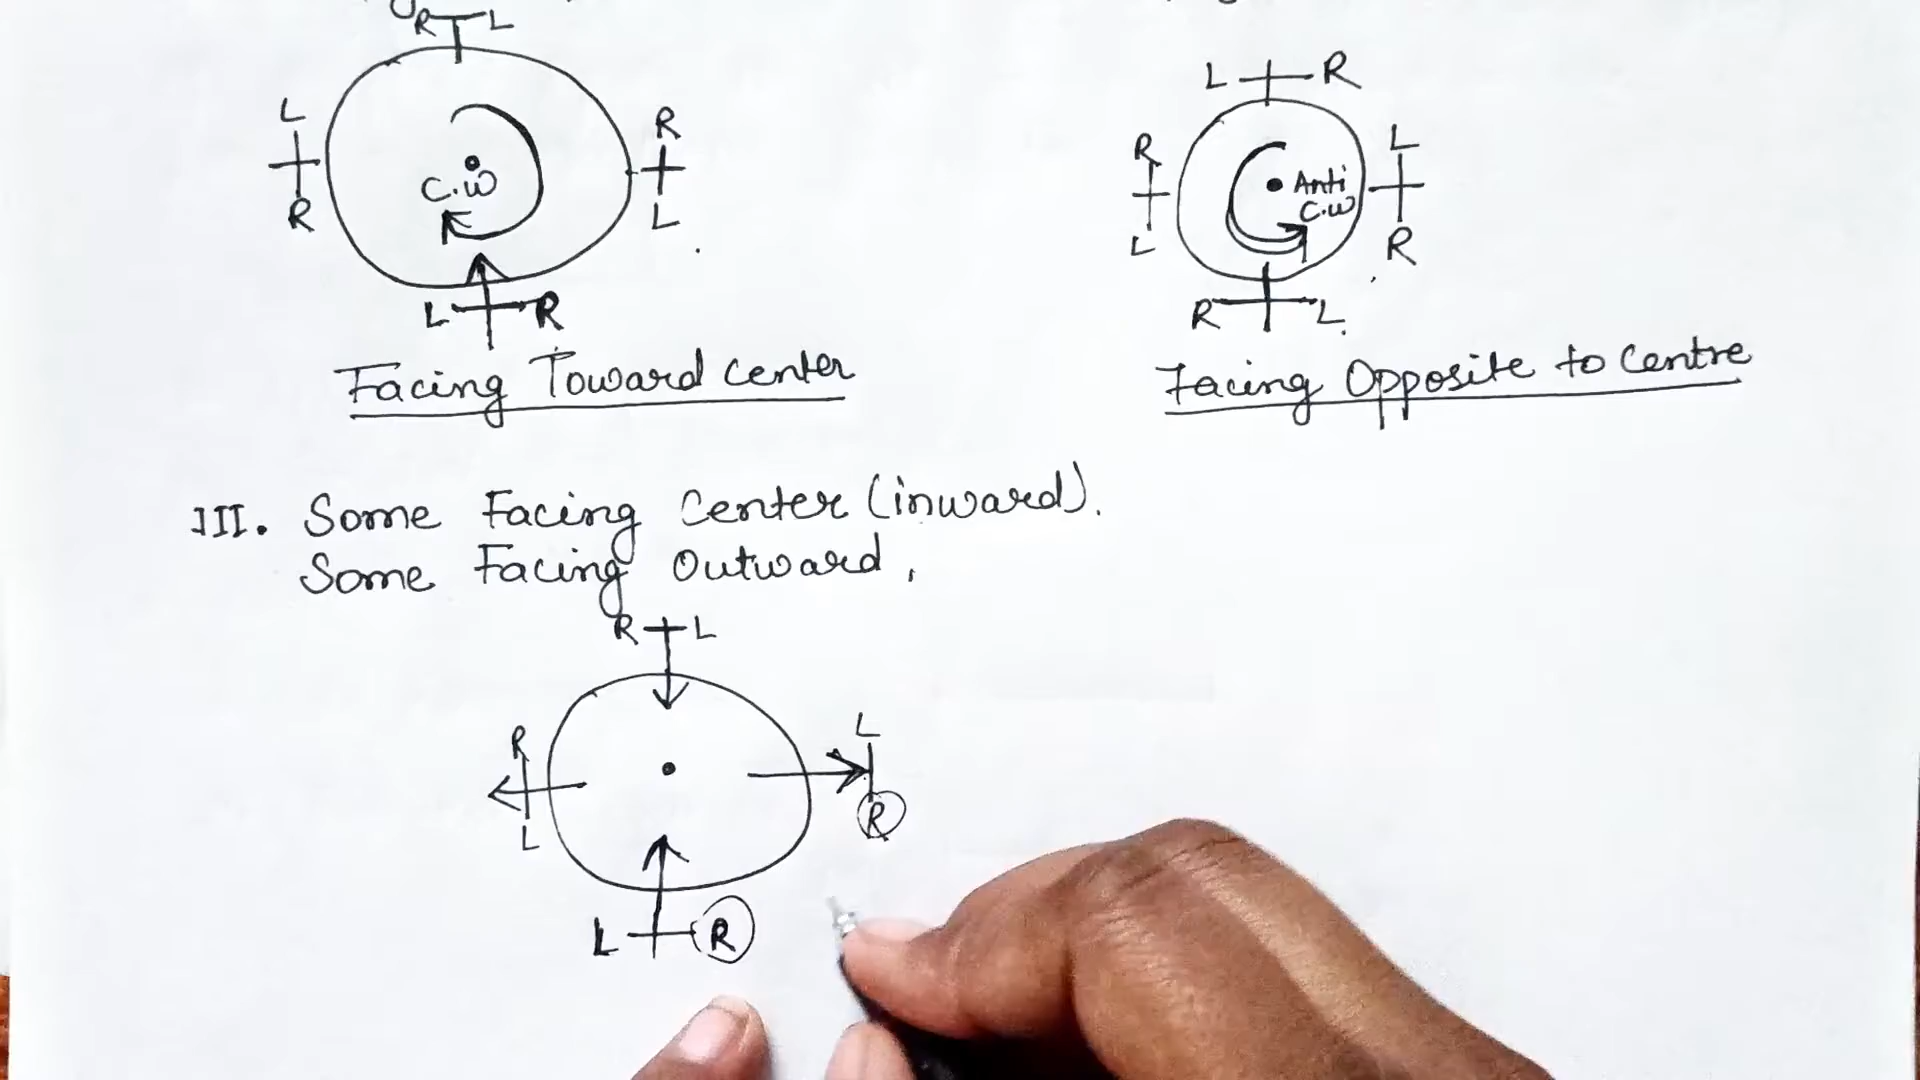 R L
L R
L
R
R
L
C.W
R
L
L
R
Anti
C.W
L R
R L
Facing Toward center
Facing Opposite to Centre
III. Some Facing Center (inward).
Some Facing Outward,
R L
R
L
L
R
L R